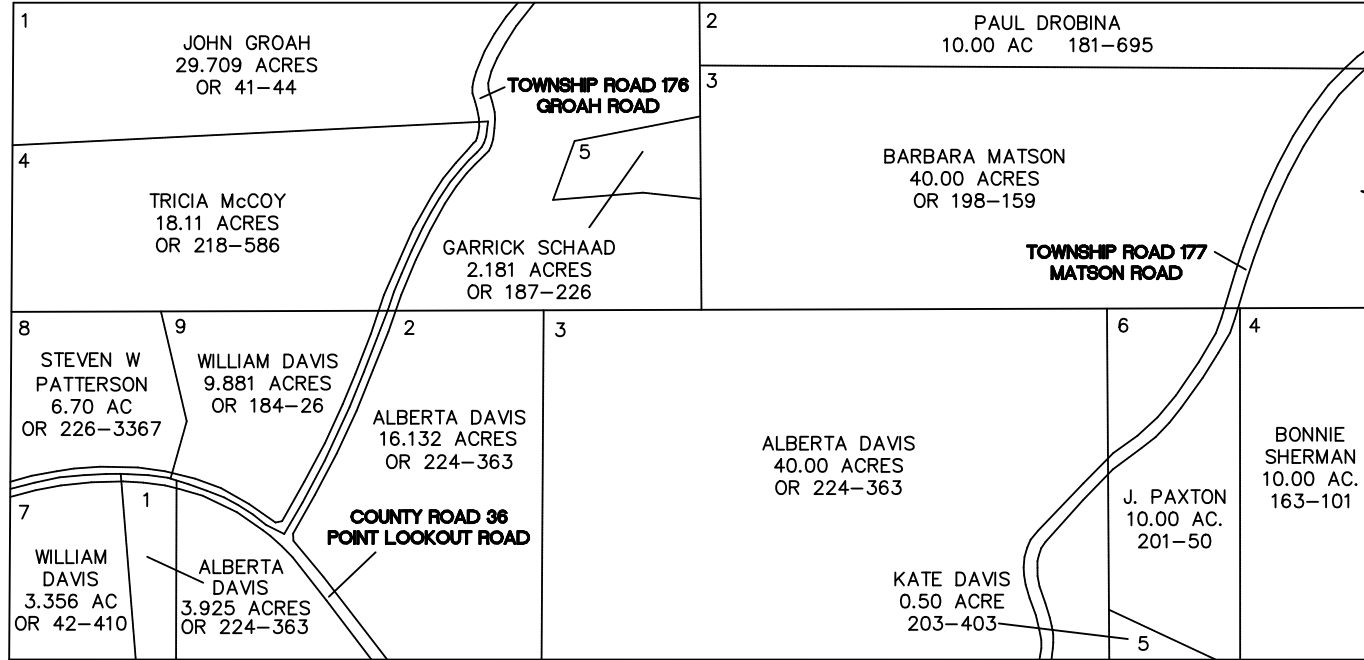 1
JOHN GROAH
29.709 ACRES
OR 41-44
TOWNSHIP ROAD 176
GROAH ROAD
2
PAUL DROBINA
10.00 AC 181-695
3
BARBARA MATSON
40.00 ACRES
OR 198-159
TOWNSHIP ROAD 177
MATSON ROAD
4
TRICIA McCOY
18.11 ACRES
OR 218-586
5
GARRICK SCHAAD
2.181 ACRES
OR 187-226
8
STEVEN W
PATTERSON
6.70 AC
OR 226-3367
9
WILLIAM DAVIS
9.881 ACRES
OR 184-26
2
ALBERTA DAVIS
16.132 ACRES
OR 224-363
COUNTY ROAD 36
POINT LOOKOUT ROAD
3
ALBERTA DAVIS
40.00 ACRES
OR 224-363
6
J. PAXTON
10.00 AC.
201-50
4
BONNIE
SHERMAN
10.00 AC.
163-101
7
WILLIAM
DAVIS
3.356 AC
OR 42-410
1
ALBERTA
DAVIS
3.925 ACRES
OR 224-363
KATE DAVIS
0.50 ACRE
203-403
5